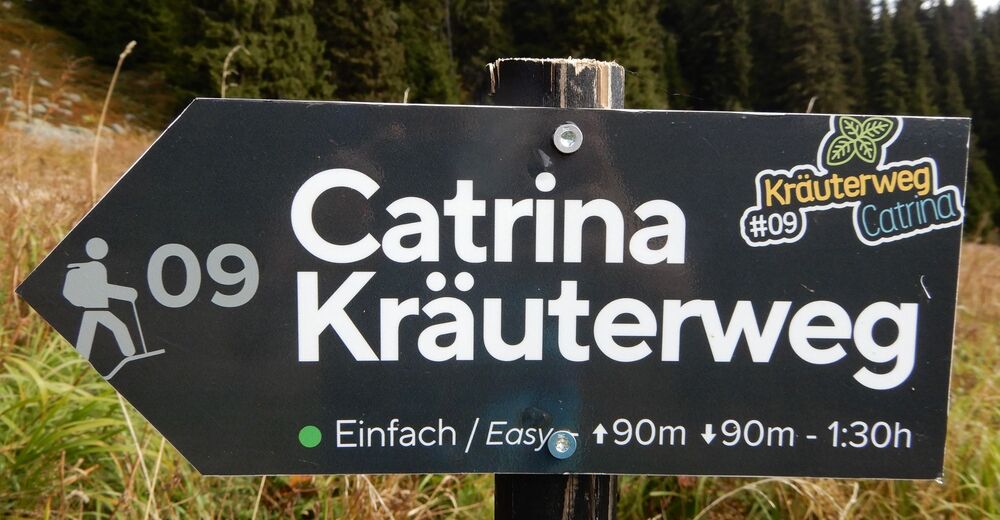 Catrina
Kräuterweg
09
Einfach / Easy - ↑90m ↓90m - 1:30h
Kräuterweg
#09 Catrina